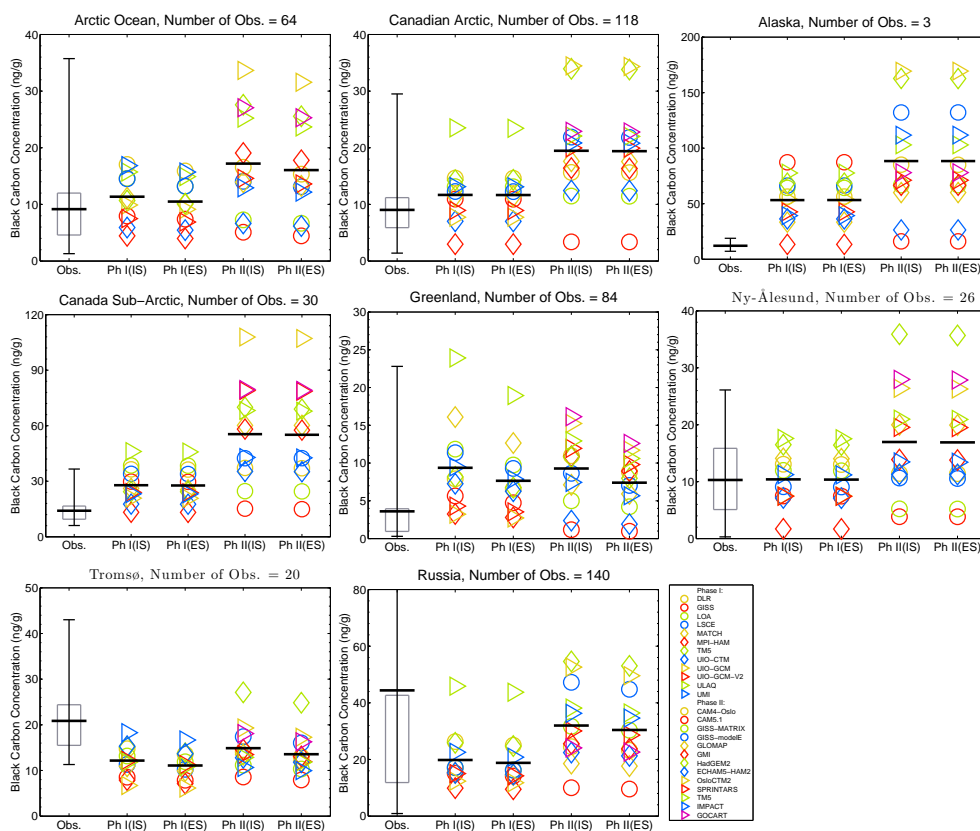 Arctic Ocean, Number of Obs. = 64
Black Carbon Concentration (ng/g)
40
30
20
10
0
Obs. Ph I(IS) Ph I(ES) Ph II(IS) Ph II(ES)
Canadian Arctic, Number of Obs. = 118
Black Carbon Concentration (ng/g)
40
30
20
10
0
Obs. Ph I(IS) Ph I(ES) Ph II(IS) Ph II(ES)
Alaska, Number of Obs. = 3
Black Carbon Concentration (ng/g)
200
150
100
50
0
Obs. Ph I(IS) Ph I(ES) Ph II(IS) Ph II(ES)
Canada Sub−Arctic, Number of Obs. = 30
Black Carbon Concentration (ng/g)
120
90
60
30
0
Obs. Ph I(IS) Ph I(ES) Ph II(IS) Ph II(ES)
Greenland, Number of Obs. = 84
Black Carbon Concentration (ng/g)
30
25
20
15
10
5
0
Obs. Ph I(IS) Ph I(ES) Ph II(IS) Ph II(ES)
Ny-Ålesund, Number of Obs. = 26
Black Carbon Concentration (ng/g)
40
30
20
10
0
Obs. Ph I(IS) Ph I(ES) Ph II(IS) Ph II(ES)
Tromsø, Number of Obs. = 20
Black Carbon Concentration (ng/g)
50
40
30
20
10
0
Obs. Ph I(IS) Ph I(ES) Ph II(IS) Ph II(ES)
Russia, Number of Obs. = 140
Black Carbon Concentration (ng/g)
80
60
40
20
0
Obs. Ph I(IS) Ph I(ES) Ph II(IS) Ph II(ES)
Phase I:
DLR
GISS
LOA
LSCE
MATCH
MPI−HAM
TM5
UIO−CTM
UIO−GCM
UIO−GCM−V2
ULAQ
UMI
Phase II:
CAM4−Oslo
CAM5.1
GISS−MATRIX
GISS−modelE
GLOMAP
GMI
HadGEM2
ECHAM5−HAM2
OsloCTM2
SPRINTARS
TM5
IMPACT
GOCART